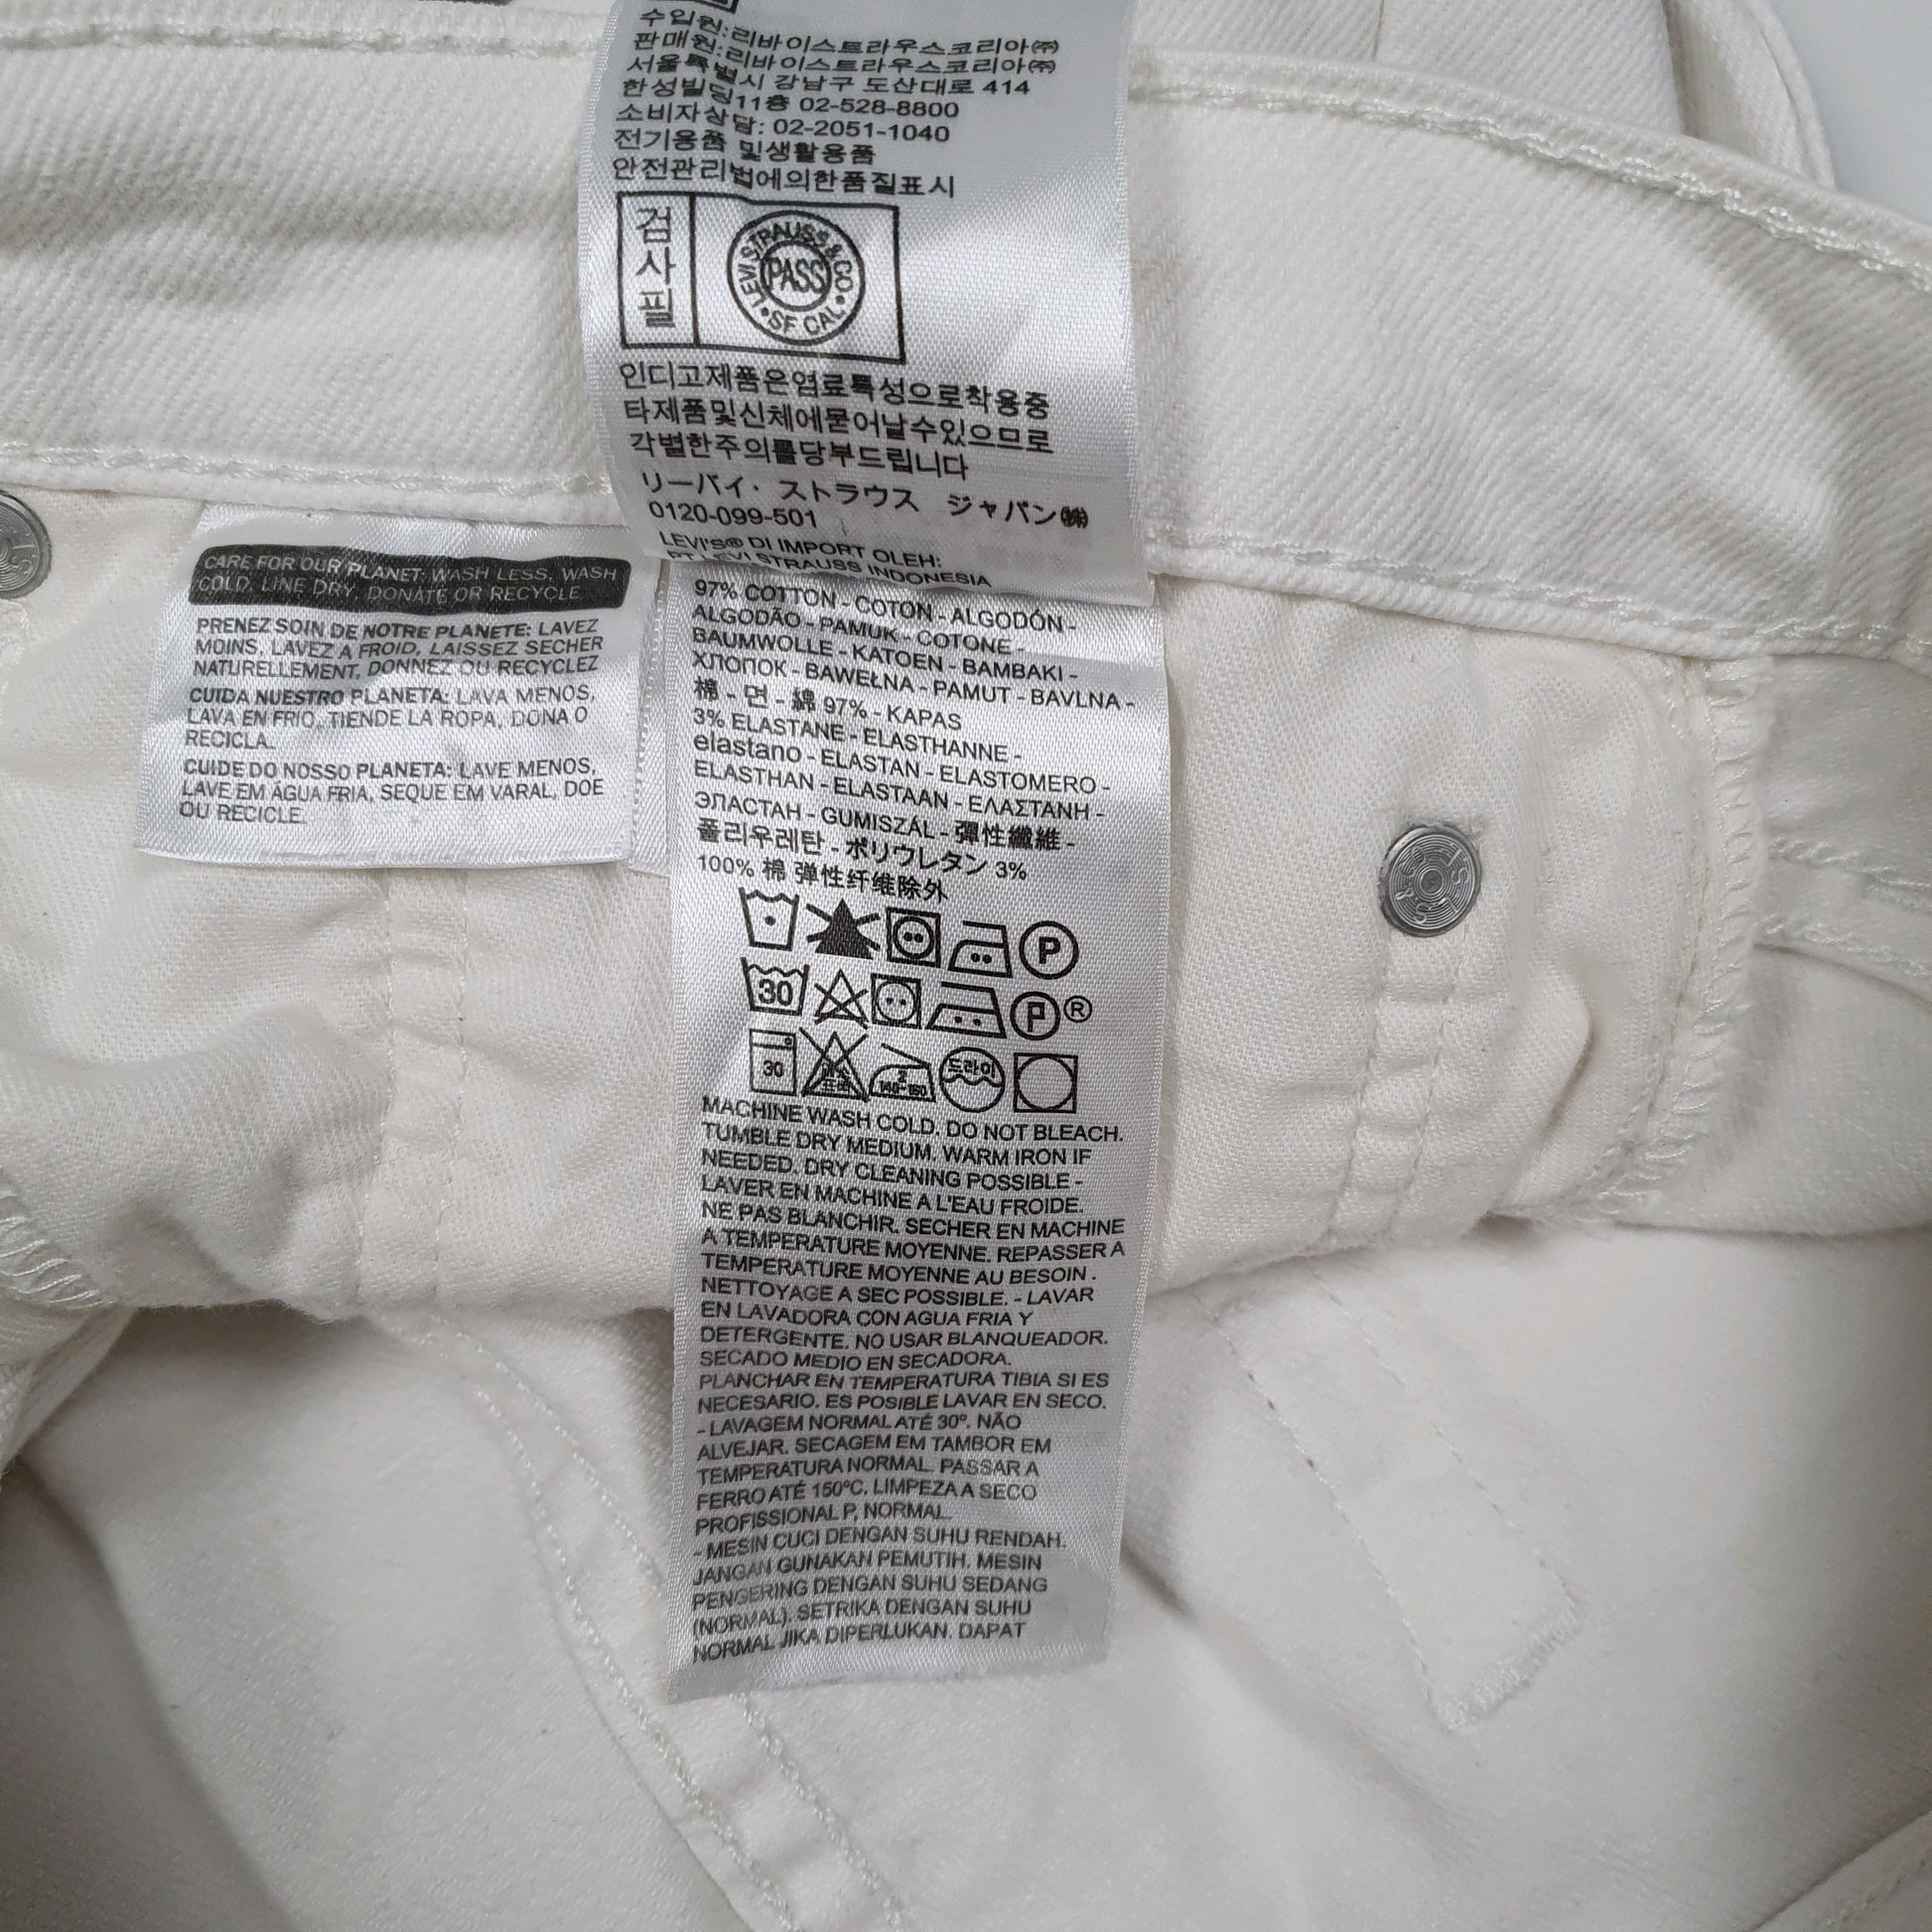 수입원:리바이스트라우스코리아㈜
판매원:리바이스트라우스코리아㈜
서울특별시 강남구 도산대로 414
한성빌딩11층 02-528-8800
소비자상담: 02-2051-1040
전기용품 및생활용품
안전관리법에의한품질표시
검
사
필
LEVI STRAUSS & CO.
PASS
•SF CAL•
인디고제품은염료특성으로착용중
타제품및신체에묻어날수있으므로
각별한주의를당부드립니다
リーバイ・ストラウス ジャパン㈱
0120-099-501
LEVI'S® DI IMPORT OLEH:
PT LEVI STRAUSS INDONESIA
CARE FOR OUR PLANET: WASH LESS, WASH
COLD, LINE DRY, DONATE OR RECYCLE.
PRENEZ SOIN DE NOTRE PLANETE: LAVEZ
MOINS, LAVEZ A FROID, LAISSEZ SECHER
NATURELLEMENT, DONNEZ OU RECYCLEZ
CUIDA NUESTRO PLANETA: LAVA MENOS,
LAVA EN FRIO, TIENDE LA ROPA, DONA O
RECICLA.
CUIDE DO NOSSO PLANETA: LAVE MENOS,
LAVE EM ÁGUA FRIA, SEQUE EM VARAL, DOE
OU RECICLE.
97% COTTON - COTON - ALGODÓN -
ALGODÃO - PAMUK - COTONE -
BAUMWOLLE - KATOEN - BAMBAKI -
ХЛОПОК - BAWEŁNA - PAMUT - BAVLNA -
棉 - 면 - 綿 97% - KAPAS
3% ELASTANE - ELASTHANNE -
elastano - ELASTAN - ELASTOMERO -
ELASTHAN - ELASTAAN - ΕΛΑΣΤΑΝΗ -
ЭЛАСТАН - GUMISZÁL - 彈性纖維 -
폴리우레탄 - ポリウレタン 3%
100% 棉 弹性纤维除外
P
30 P ®
30 2 140~160 드라이
MACHINE WASH COLD. DO NOT BLEACH.
TUMBLE DRY MEDIUM. WARM IRON IF
NEEDED. DRY CLEANING POSSIBLE -
LAVER EN MACHINE A L'EAU FROIDE.
NE PAS BLANCHIR. SECHER EN MACHINE
A TEMPERATURE MOYENNE. REPASSER A
TEMPERATURE MOYENNE AU BESOIN .
NETTOYAGE A SEC POSSIBLE. - LAVAR
EN LAVADORA CON AGUA FRIA Y
DETERGENTE. NO USAR BLANQUEADOR.
SECADO MEDIO EN SECADORA.
PLANCHAR EN TEMPERATURA TIBIA SI ES
NECESARIO. ES POSIBLE LAVAR EN SECO.
- LAVAGEM NORMAL ATÉ 30º. NÃO
ALVEJAR. SECAGEM EM TAMBOR EM
TEMPERATURA NORMAL. PASSAR A
FERRO ATÉ 150ºC. LIMPEZA A SECO
PROFISSIONAL P, NORMAL.
- MESIN CUCI DENGAN SUHU RENDAH.
JANGAN GUNAKAN PEMUTIH. MESIN
PENGERING DENGAN SUHU SEDANG
(NORMAL). SETRIKA DENGAN SUHU
NORMAL JIKA DIPERLUKAN. DAPAT